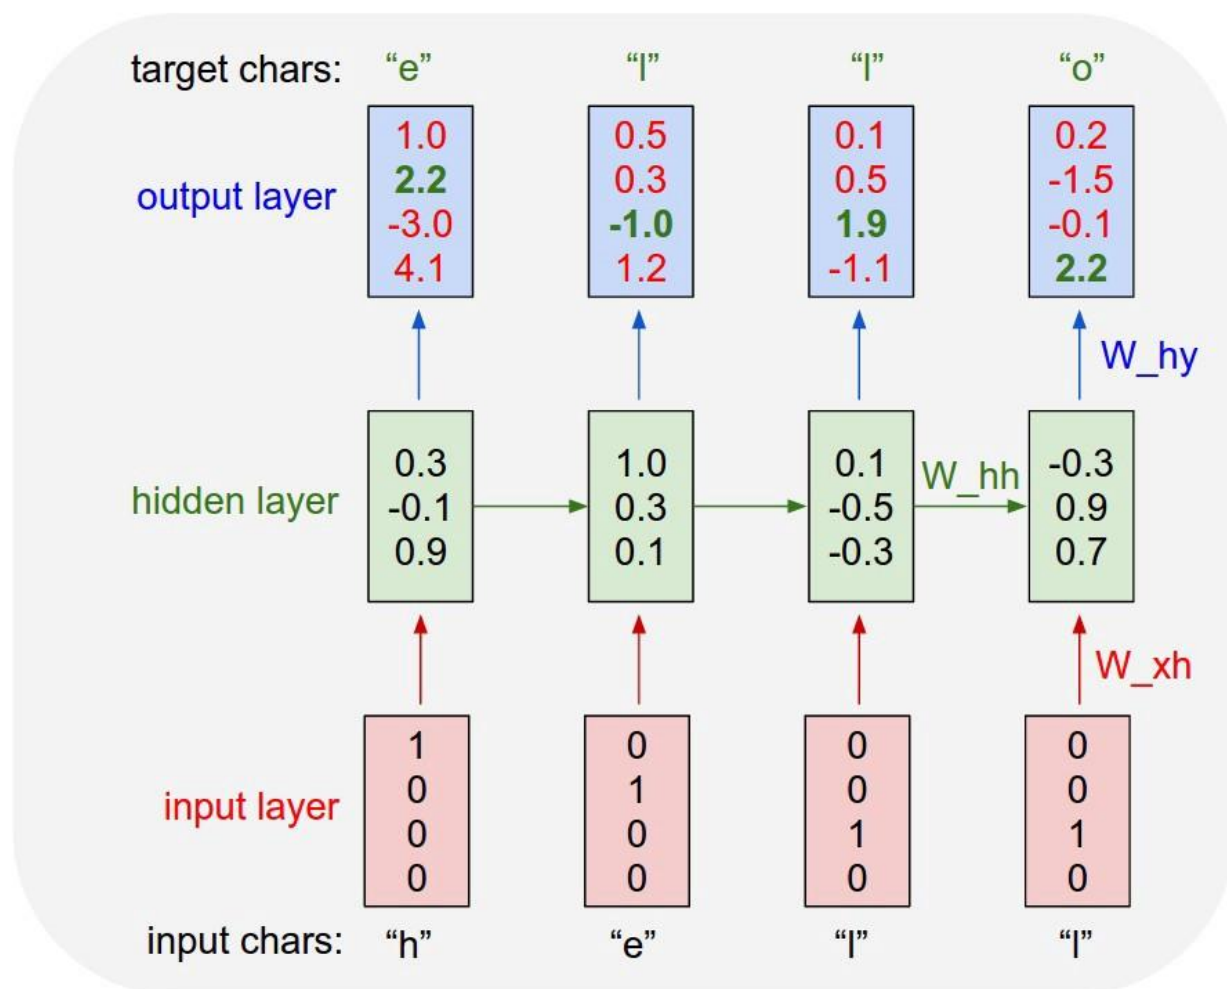 target chars: “e” “l” “l” “o”
1.0 0.5 0.1 0.2
2.2 0.3 0.5 -1.5
output layer
-3.0 -1.0 1.9 -0.1
4.1 1.2 -1.1 2.2
W_hy
0.3 1.0 0.1 -0.3
W_hh
hidden layer -0.1 0.3 -0.5 0.9
0.9 0.1 -0.3 0.7
W_xh
1 0 0 0
0 1 0 0
input layer
0 0 1 1
0 0 0 0
input chars: “h” “e” “l” “l”